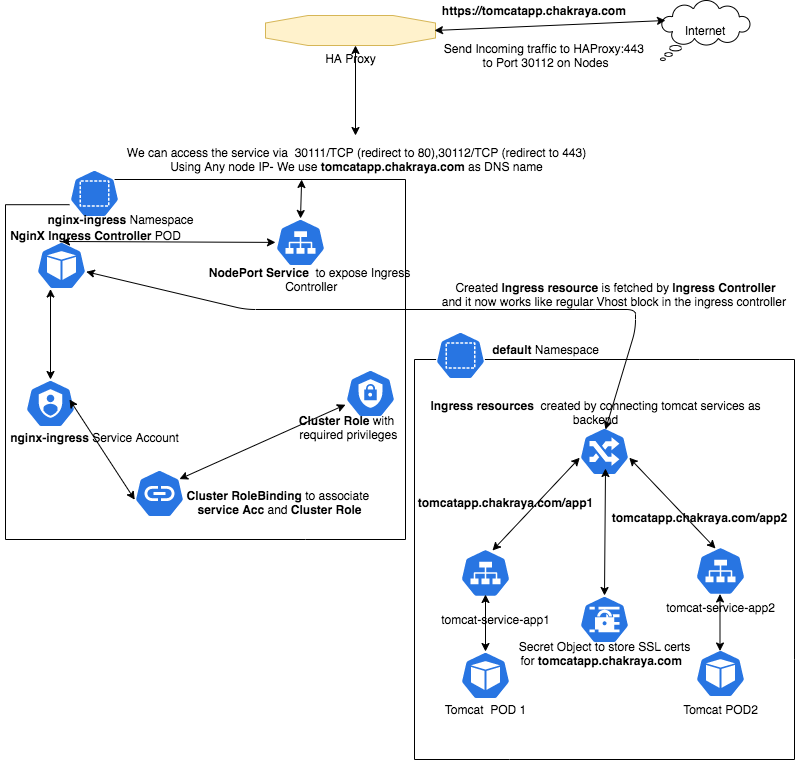 https://tomcatapp.chakraya.com
Internet
Send Incoming traffic to HAProxy:443
to Port 30112 on Nodes
HA Proxy
We can access the service via 30111/TCP (redirect to 80),30112/TCP (redirect to 443)
Using Any node IP- We use tomcatapp.chakraya.com as DNS name
nginx-ingress Namespace
NginX Ingress Controller POD
NodePort Service to expose Ingress
Controller
Created Ingress resource is fetched by Ingress Controller
and it now works like regular Vhost block in the ingress controller
default Namespace
Ingress resources created by connecting tomcat services as
backend
Cluster Role with
required privileges
nginx-ingress Service Account
Cluster RoleBinding to associate
service Acc and Cluster Role
tomcatapp.chakraya.com/app1
tomcatapp.chakraya.com/app2
tomcat-service-app1
tomcat-service-app2
Secret Object to store SSL certs
for tomcatapp.chakraya.com
Tomcat POD 1
Tomcat POD2